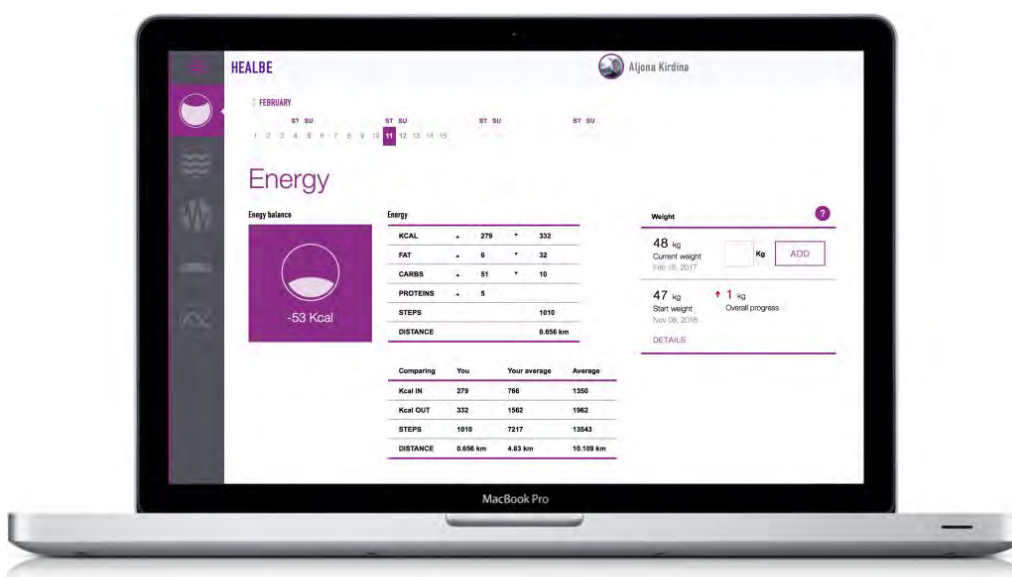 HEALBE
Aljona Kirdina
FEBRUARY
ST SU ST SU ST SU ST SU
1 2 3 4 5 6 7 8 9 10 11 12 13 14 15
Energy
Enegy balance
-53 Kcal
Energy
KCAL 279 332
FAT 6 32
CARBS 51 10
PROTEINS 5
STEPS 1010
DISTANCE 0.656 km
Comparing You Your average Average
Kcal IN 279 766 1350
Kcal OUT 332 1562 1962
STEPS 1010 7217 13543
DISTANCE 0.656 km 4.83 km 10.109 km
Weight ?
48 kg
Current weight
Feb 2017
Kg ADD
47 kg
Start weight
Nov 08, 2016
↑ 1 kg
Overall progress
DETAILS
MacBook Pro